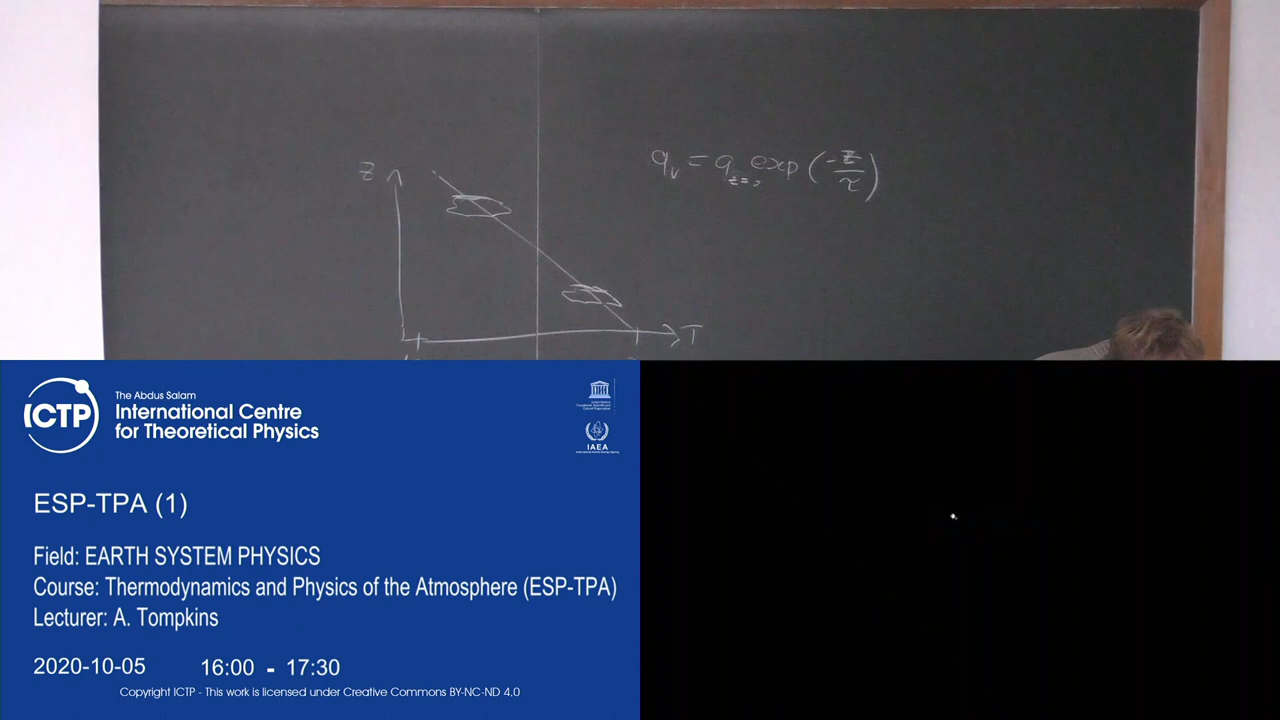 q_v = q_{z=0} exp(-z/τ)
z
T
The Abdus Salam
ICTP
International Centre
for Theoretical Physics
IAEA
ESP-TPA (1)
Field: EARTH SYSTEM PHYSICS
Course: Thermodynamics and Physics of the Atmosphere (ESP-TPA)
Lecturer: A. Tompkins
2020-10-05 16:00 - 17:30
Copyright ICTP - This work is licensed under Creative Commons BY-NC-ND 4.0